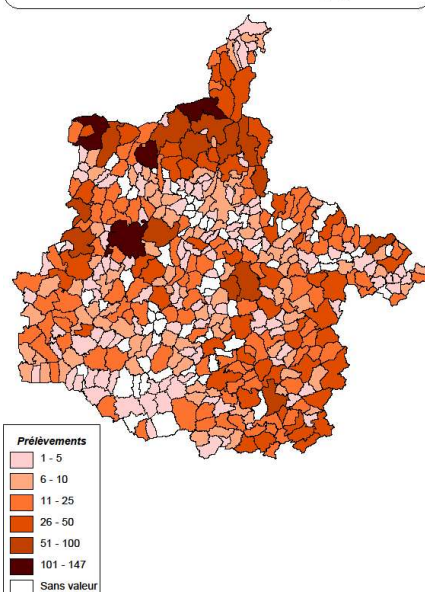 Prélèvements
1 - 5
6 - 10
11 - 25
26 - 50
51 - 100
101 - 147
Sans valeur